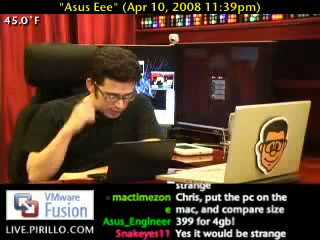 "Asus Eee" (Apr 10, 2008 11:39pm)
45.0°F
strange
mactimezone Chris, put the pc on the
mac, and compare size
Asus_Engineer 399 for 4gb!
Snakeyes11 Yes it would be strange
VMware
Fusion
LIVE.PIRILLO.COM